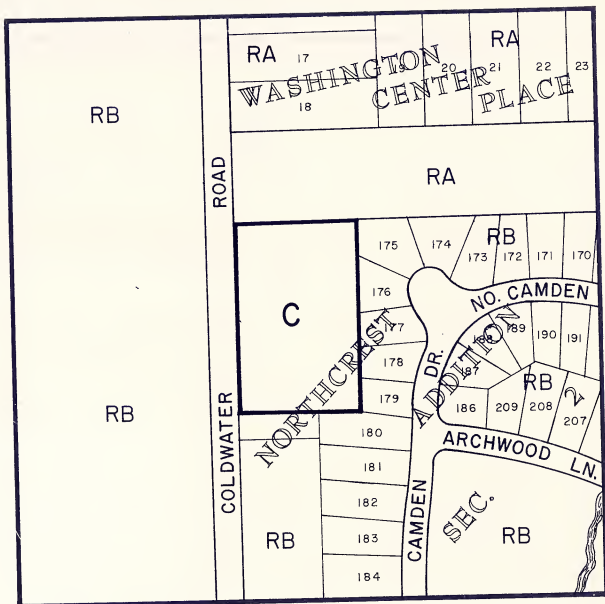 RA
17
RA
WASHINGTON
CENTER
PLACE
19
20
21
22
23
18
RB
ROAD
RA
C
175
174
RB
173
172
171
170
176
NO. CAMDEN
177
NORTHCREST
ADDITION
188
189
190
191
178
DR.
187
RB
179
186
209
208
207
2
RB
COLDWATER
180
ARCHWOOD LN.
181
182
SEC.
RB
183
CAMDEN
RB
184